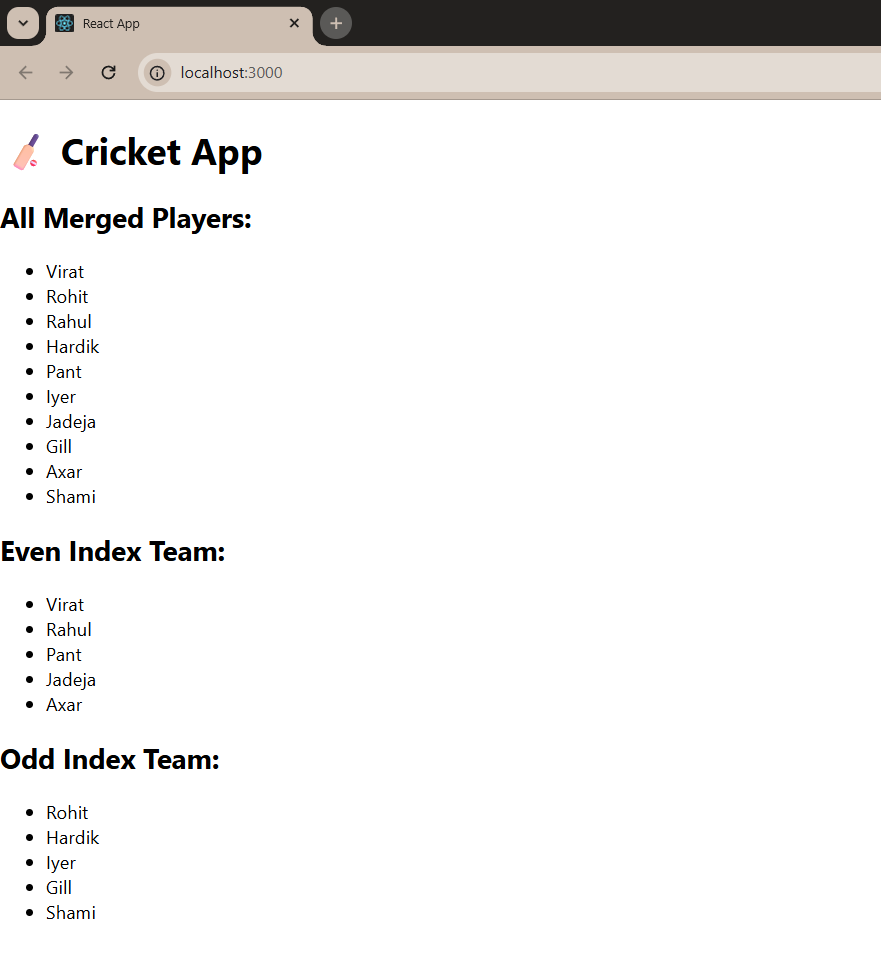 React App
localhost:3000
🏏 Cricket App
All Merged Players:
• Virat
• Rohit
• Rahul
• Hardik
• Pant
• Iyer
• Jadeja
• Gill
• Axar
• Shami
Even Index Team:
• Virat
• Rahul
• Pant
• Jadeja
• Axar
Odd Index Team:
• Rohit
• Hardik
• Iyer
• Gill
• Shami